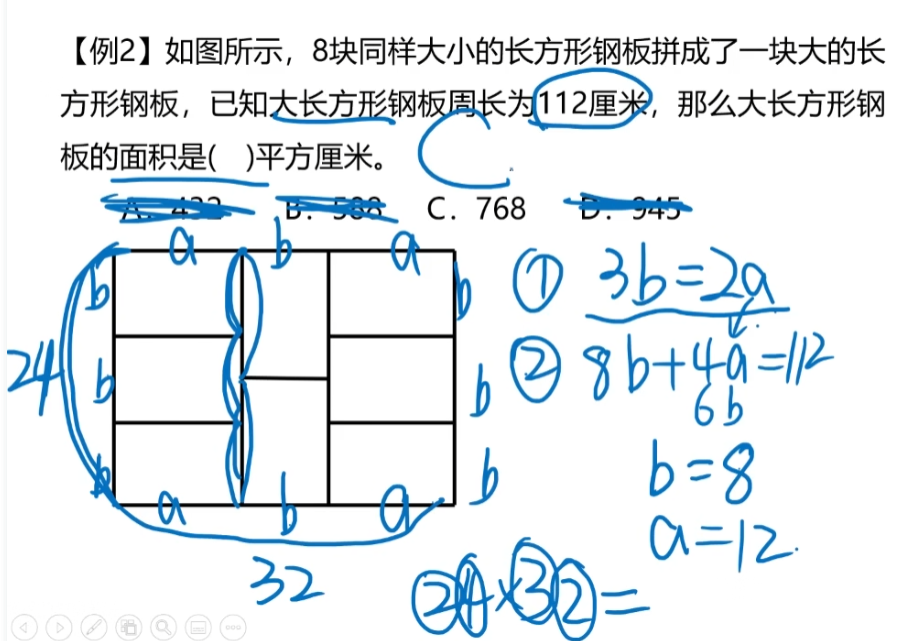 【例2】如图所示，8块同样大小的长方形钢板拼成了一块大的长
方形钢板，已知大长方形钢板周长为112厘米，那么大长方形钢
板的面积是( )平方厘米。
C
A. 432 B. 588 C. 768 D. 945
a b a
b b
① 3b=2a
24 b b
② 8b+4a=112
6b
b b
b=8
a b a
a=12.
32
24×32=